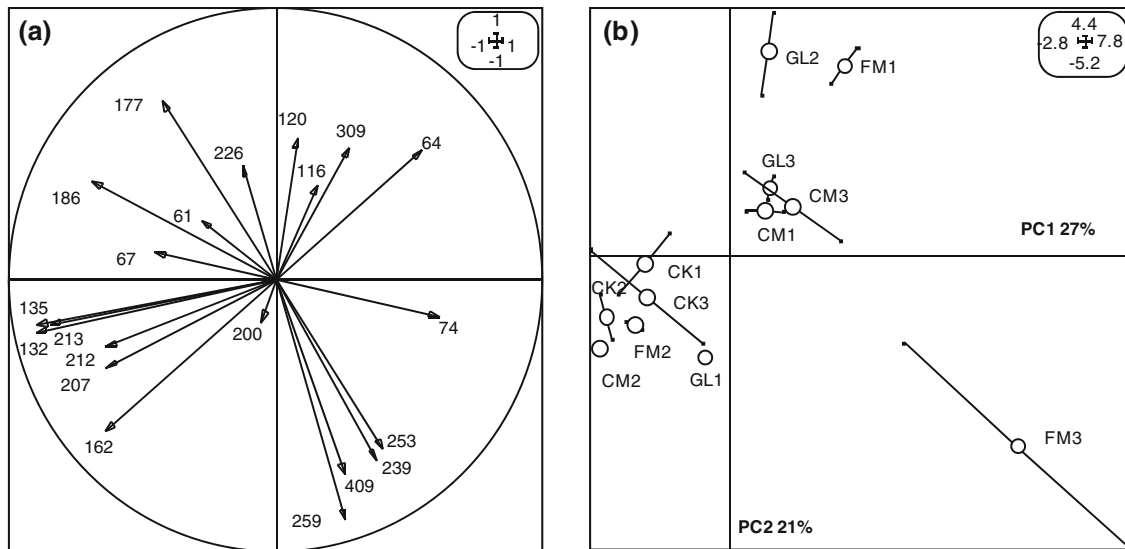 (a)
1
-1 1
-1
177
120
309
64
226
116
186
61
67
135
213
132
212
207
200
74
162
253
239
409
259
(b)
4.4
-2.8 7.8
-5.2
GL2
FM1
GL3
CM3
CM1
PC1 27%
CK1
CK2
CK3
FM2
CM2
GL1
FM3
PC2 21%